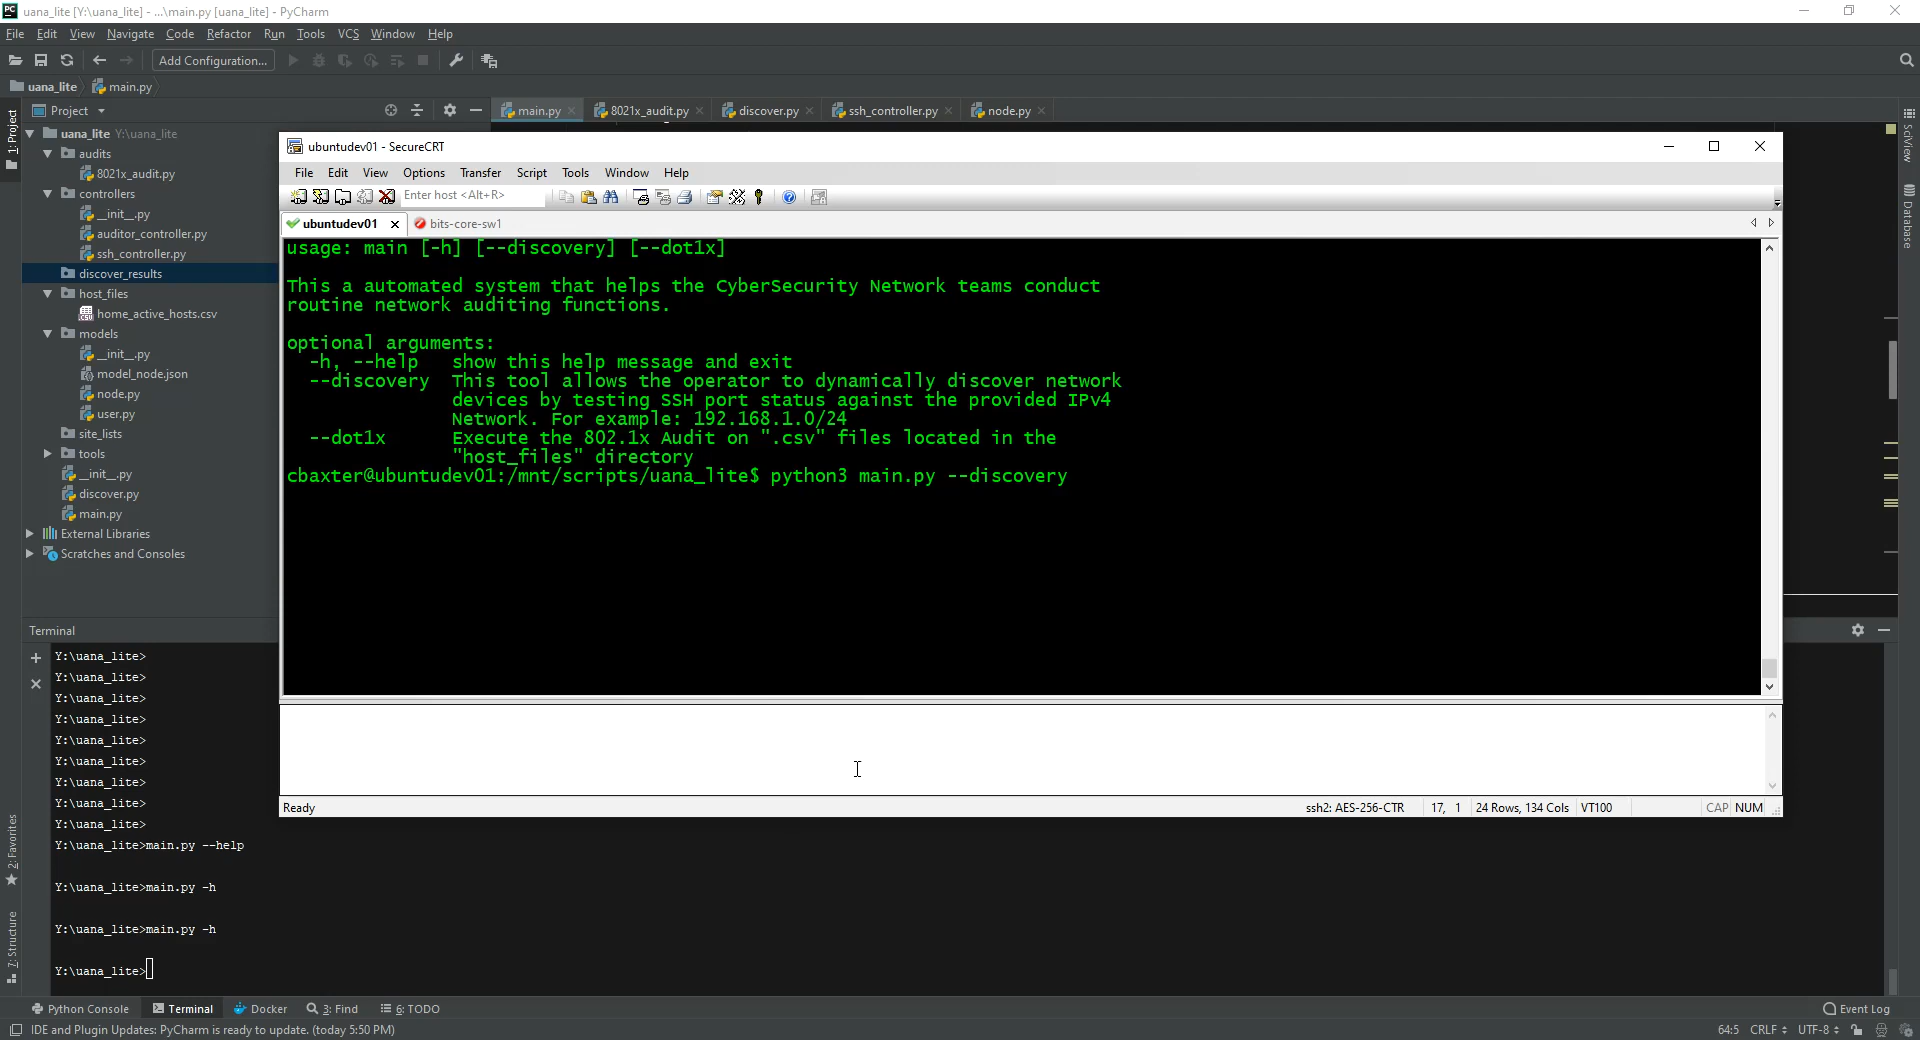 uana_lite [Y:\uana_lite] - ...\main.py [uana_lite] - PyCharm
File Edit View Navigate Code Refactor Run Tools VCS Window Help
Add Configuration...
uana_lite main.py
1: Project
Project
main.py 8021x_audit.py discover.py ssh_controller.py node.py
uana_lite Y:\uana_lite
audits
8021x_audit.py
controllers
__init__.py
auditor_controller.py
ssh_controller.py
discover_results
host_files
home_active_hosts.csv
models
__init__.py
model_node.json
node.py
user.py
site_lists
tools
__init__.py
discover.py
main.py
External Libraries
Scratches and Consoles
SciView
Database
ubuntudev01 - SecureCRT
File Edit View Options Transfer Script Tools Window Help
Enter host <Alt+R>
ubuntudev01 bits-core-sw1
usage: main [-h] [--discovery] [--dot1x]
This a automated system that helps the CyberSecurity Network teams conduct
routine network auditing functions.
optional arguments:
-h, --help show this help message and exit
--discovery This tool allows the operator to dynamically discover network
devices by testing SSH port status against the provided IPv4
Network. For example: 192.168.1.0/24
--dot1x Execute the 802.1x Audit on ".csv" files located in the
"host_files" directory
cbaxter@ubuntudev01:/mnt/scripts/uana_lite$ python3 main.py --discovery
Ready ssh2: AES-256-CTR 17, 1 24 Rows, 134 Cols VT100 CAP NUM
Terminal
Y:\uana_lite>
Y:\uana_lite>
Y:\uana_lite>
Y:\uana_lite>
Y:\uana_lite>
Y:\uana_lite>
Y:\uana_lite>
Y:\uana_lite>
Y:\uana_lite>
Y:\uana_lite>main.py --help
Y:\uana_lite>main.py -h
Y:\uana_lite>main.py -h
Y:\uana_lite>
2: Favorites
7: Structure
Python Console Terminal Docker 3: Find 6: TODO Event Log
IDE and Plugin Updates: PyCharm is ready to update. (today 5:50 PM) 64:5 CRLF UTF-8